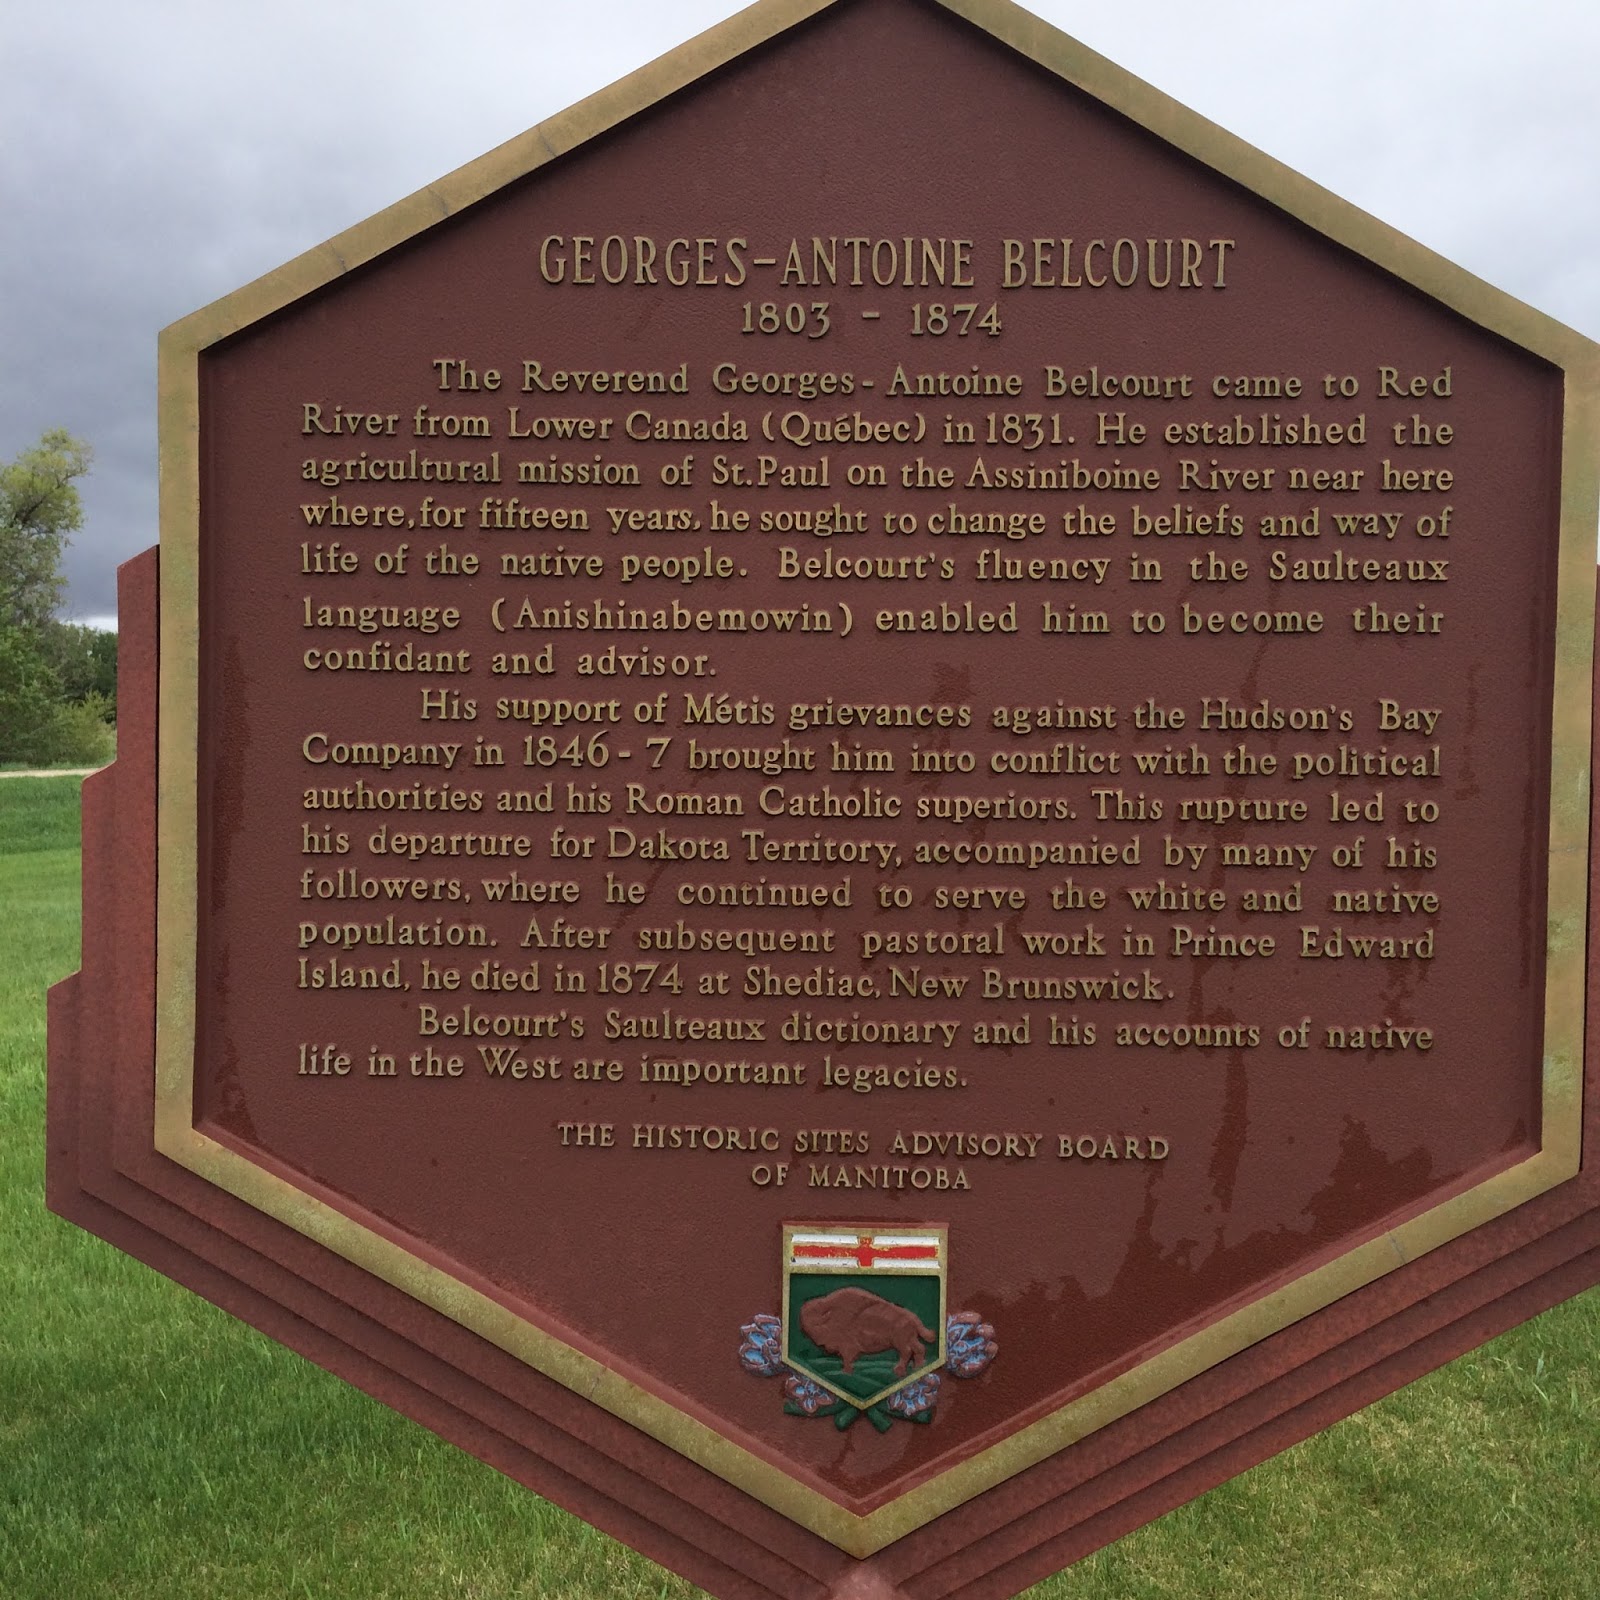 GEORGES-ANTOINE BELCOURT
1803 - 1874
The Reverend Georges-Antoine Belcourt came to Red
River from Lower Canada (Québec) in 1831. He established the
agricultural mission of St. Paul on the Assiniboine River near here
where, for fifteen years, he sought to change the beliefs and way of
life of the native people. Belcourt's fluency in the Saulteaux
language (Anishinabemowin) enabled him to become their
confidant and advisor.
His support of Métis grievances against the Hudson's Bay
Company in 1846-7 brought him into conflict with the political
authorities and his Roman Catholic superiors. This rupture led to
his departure for Dakota Territory, accompanied by many of his
followers, where he continued to serve the white and native
population. After subsequent pastoral work in Prince Edward
Island, he died in 1874 at Shediac, New Brunswick.
Belcourt's Saulteaux dictionary and his accounts of native
life in the West are important legacies.
THE HISTORIC SITES ADVISORY BOARD
OF MANITOBA